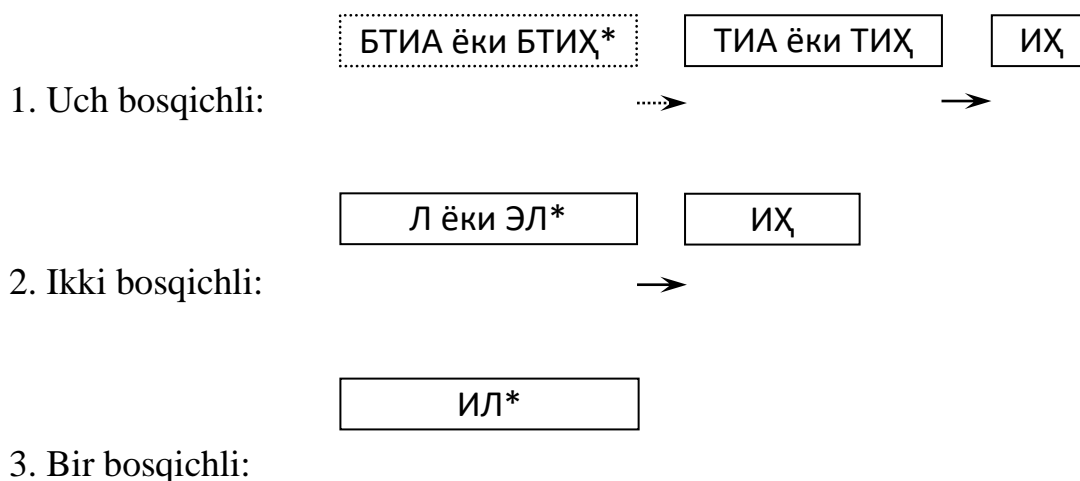 БТИА ёки БТИҲ* ТИА ёки ТИҲ ИҲ
1. Uch bosqichli:
Л ёки ЭЛ* ИҲ
2. Ikki bosqichli:
ИЛ*
3. Bir bosqichli: